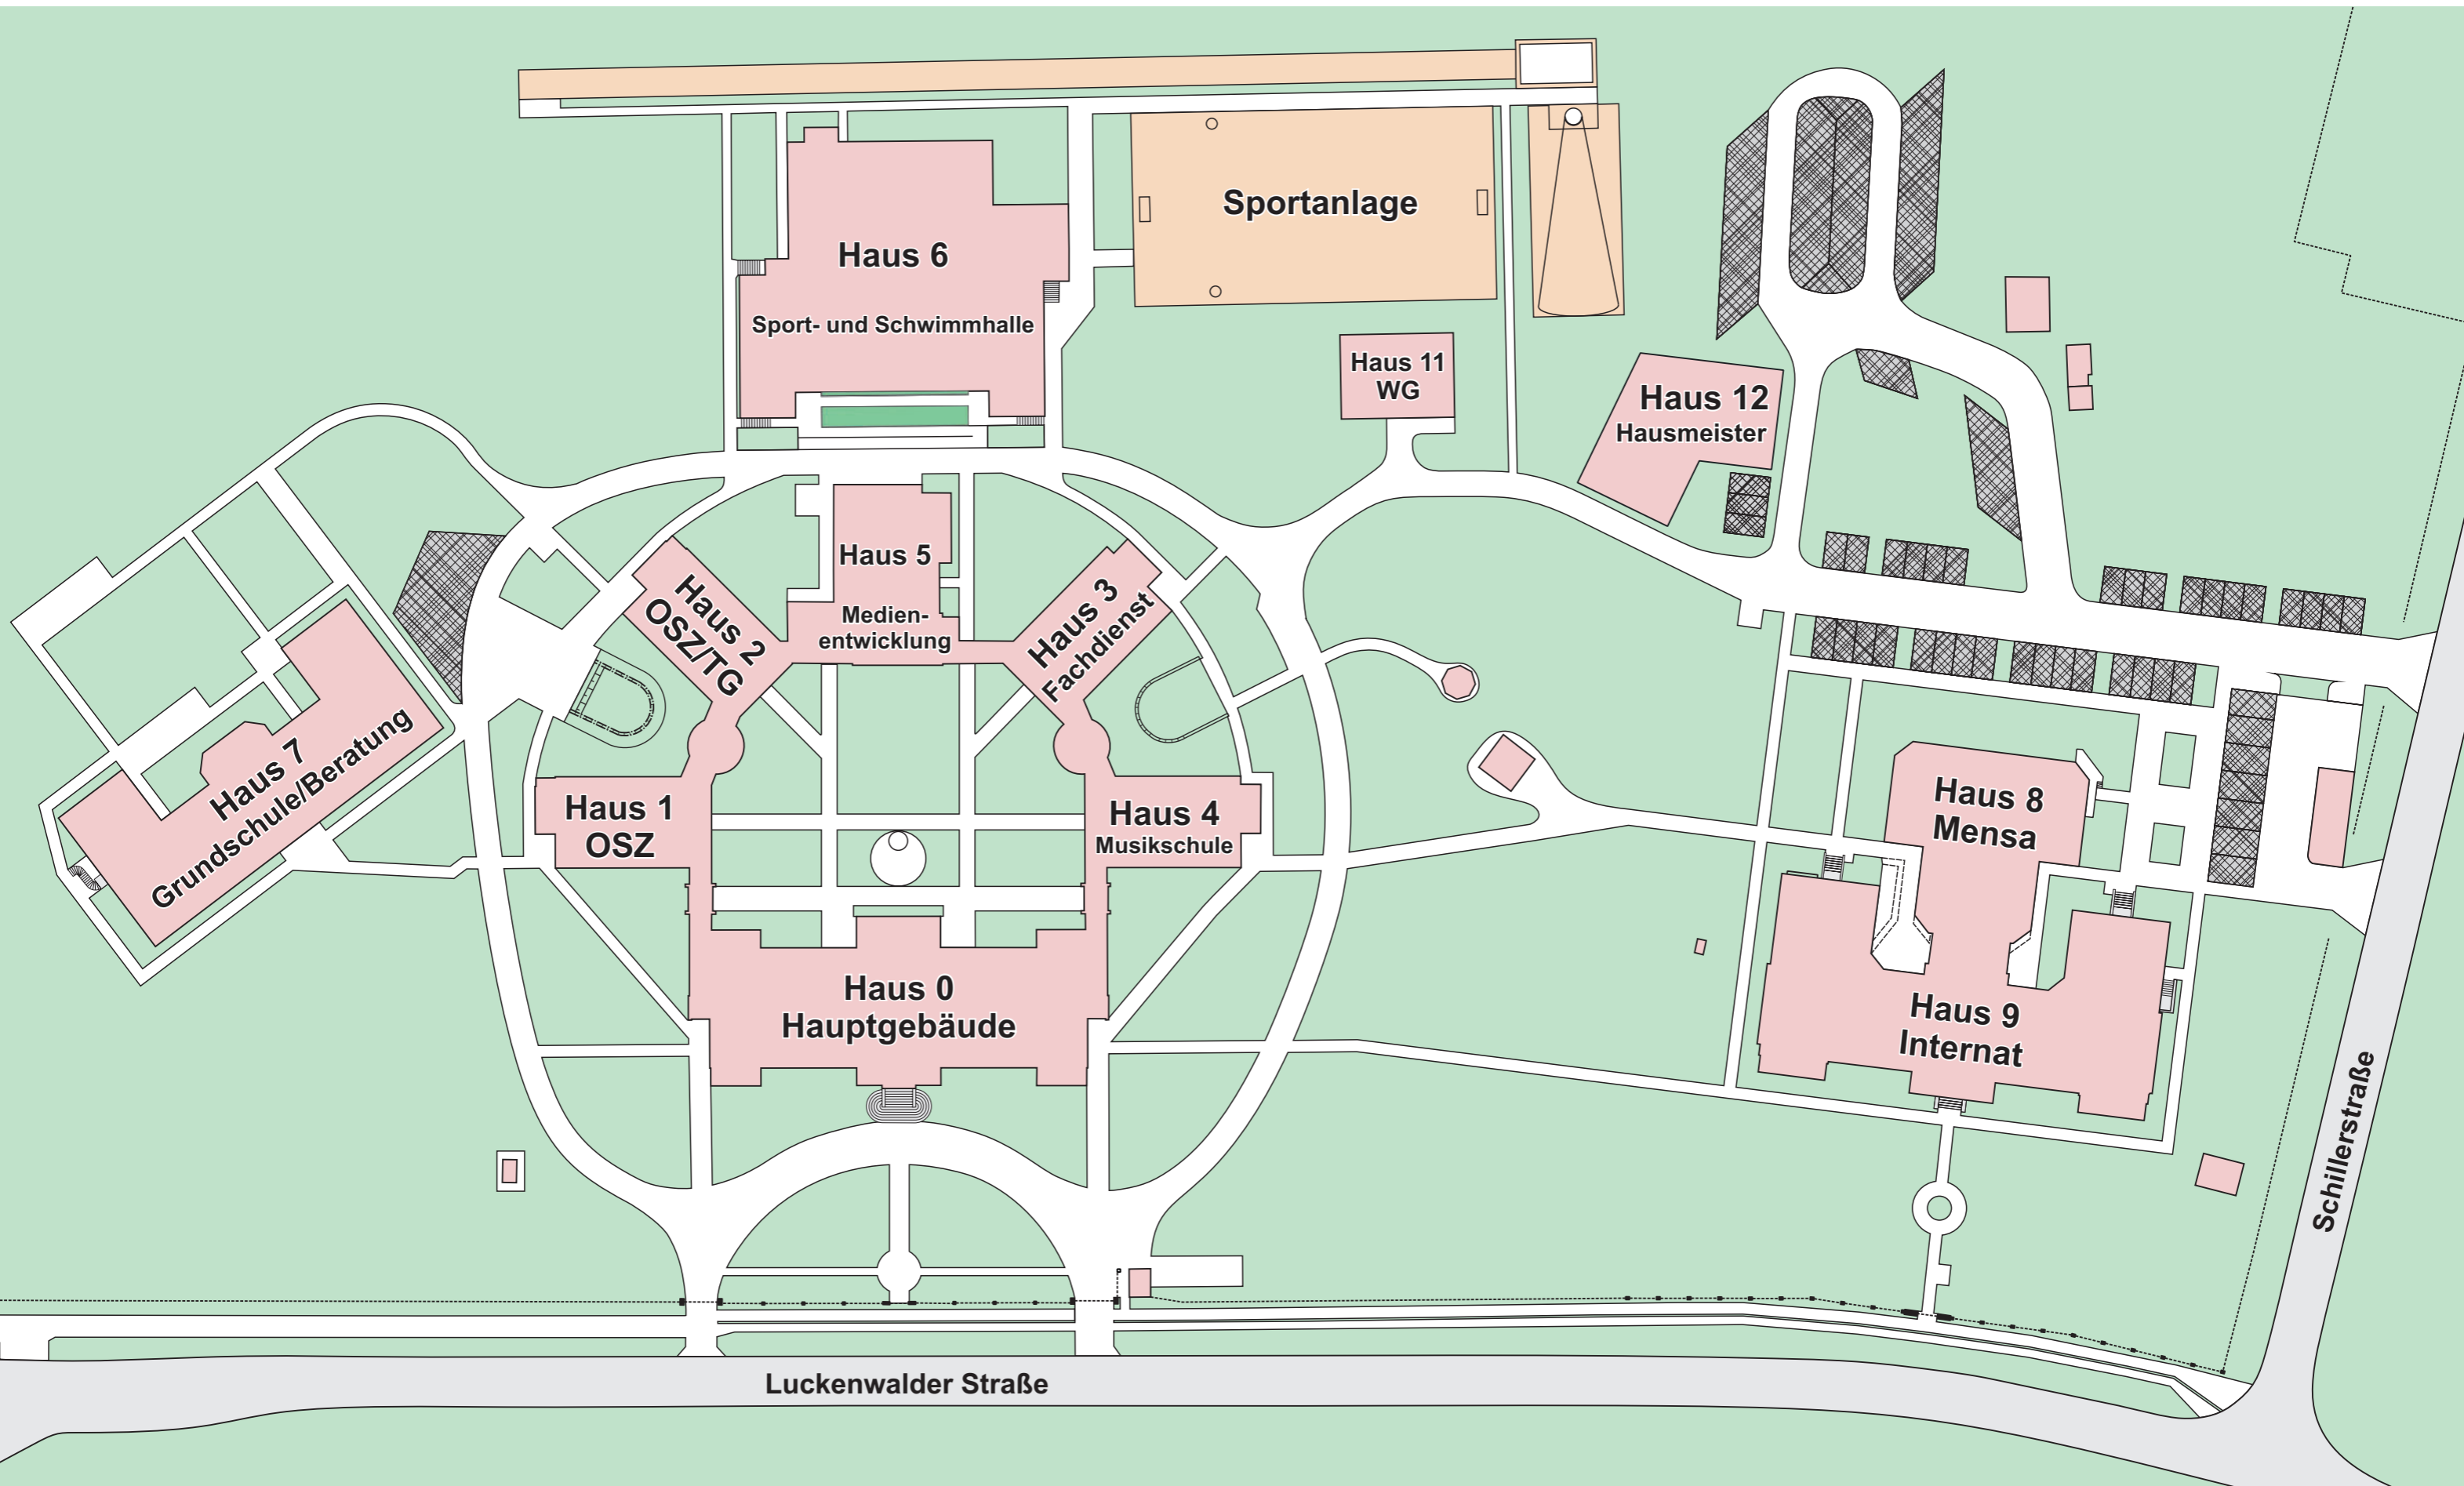 Sportanlage
Haus 6
Sport- und Schwimmhalle
Haus 11
WG
Haus 12
Hausmeister
Haus 5
Medien-
entwicklung
Haus 2
OSZ/TG
Haus 3
Fachdienst
Haus 7
Grundschule/Beratung
Haus 1
OSZ
Haus 4
Musikschule
Haus 8
Mensa
Haus 0
Hauptgebäude
Haus 9
Internat
Schillerstraße
Luckenwalder Straße